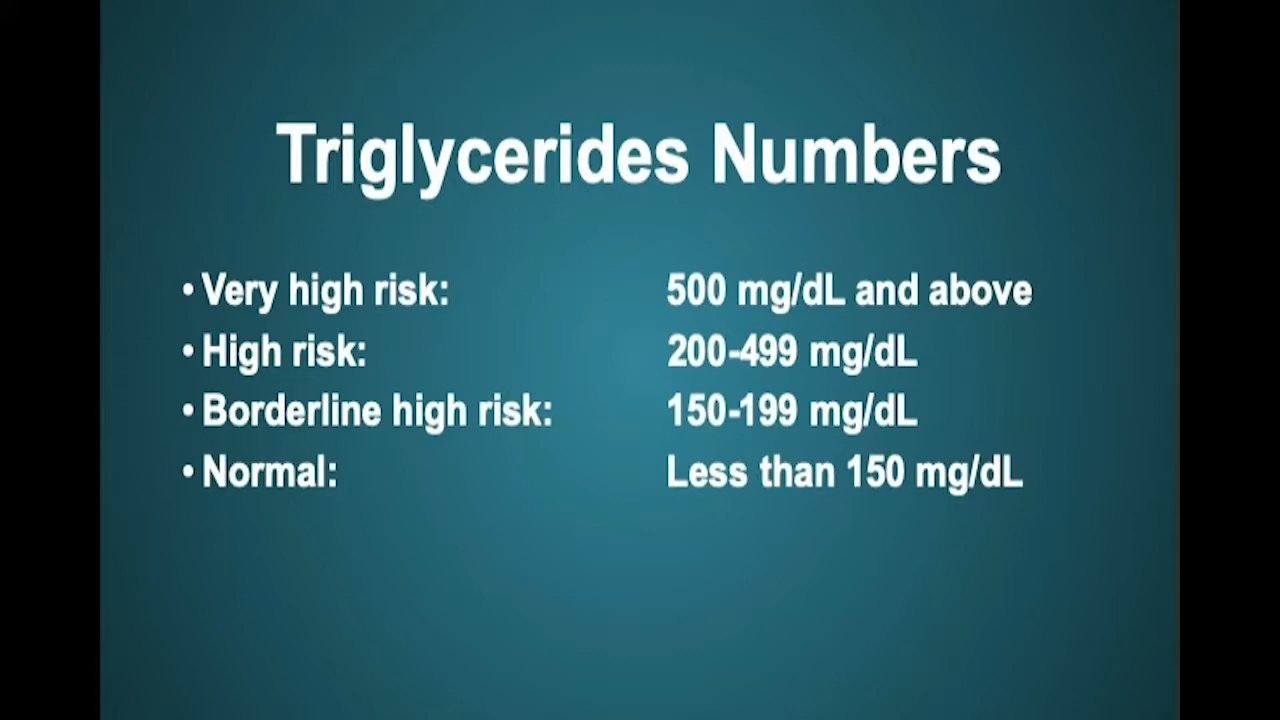 Triglycerides Numbers
• Very high risk: 500 mg/dL and above
• High risk: 200-499 mg/dL
• Borderline high risk: 150-199 mg/dL
• Normal: Less than 150 mg/dL